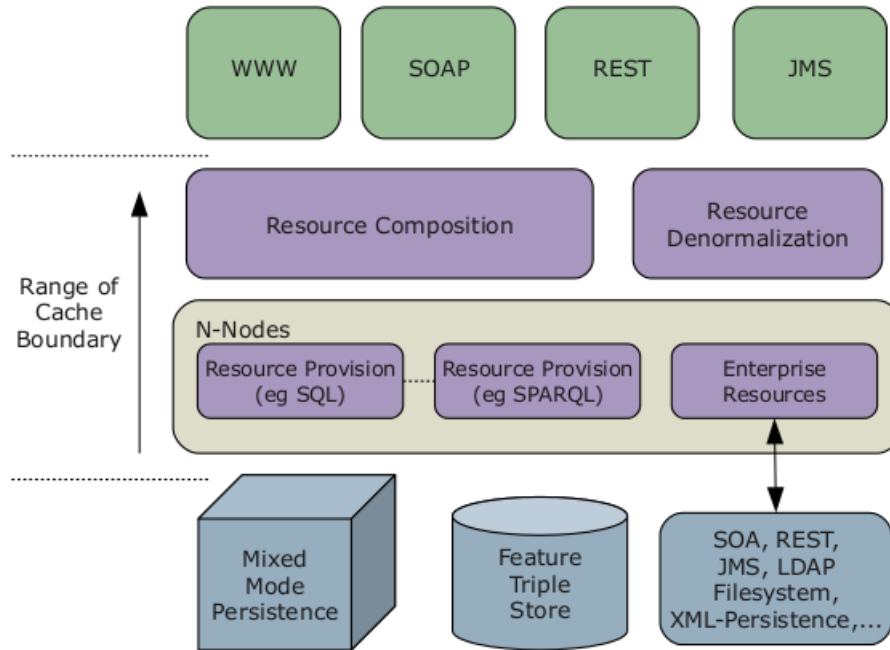 WWW
SOAP
REST
JMS
Resource Composition
Resource
Denormalization
Range of
Cache
Boundary
N-Nodes
Resource Provision
(eg SQL)
Resource Provision
(eg SPARQL)
Enterprise
Resources
Mixed
Mode
Persistence
Feature
Triple
Store
SOA, REST,
JMS, LDAP
Filesystem,
XML-Persistence,...